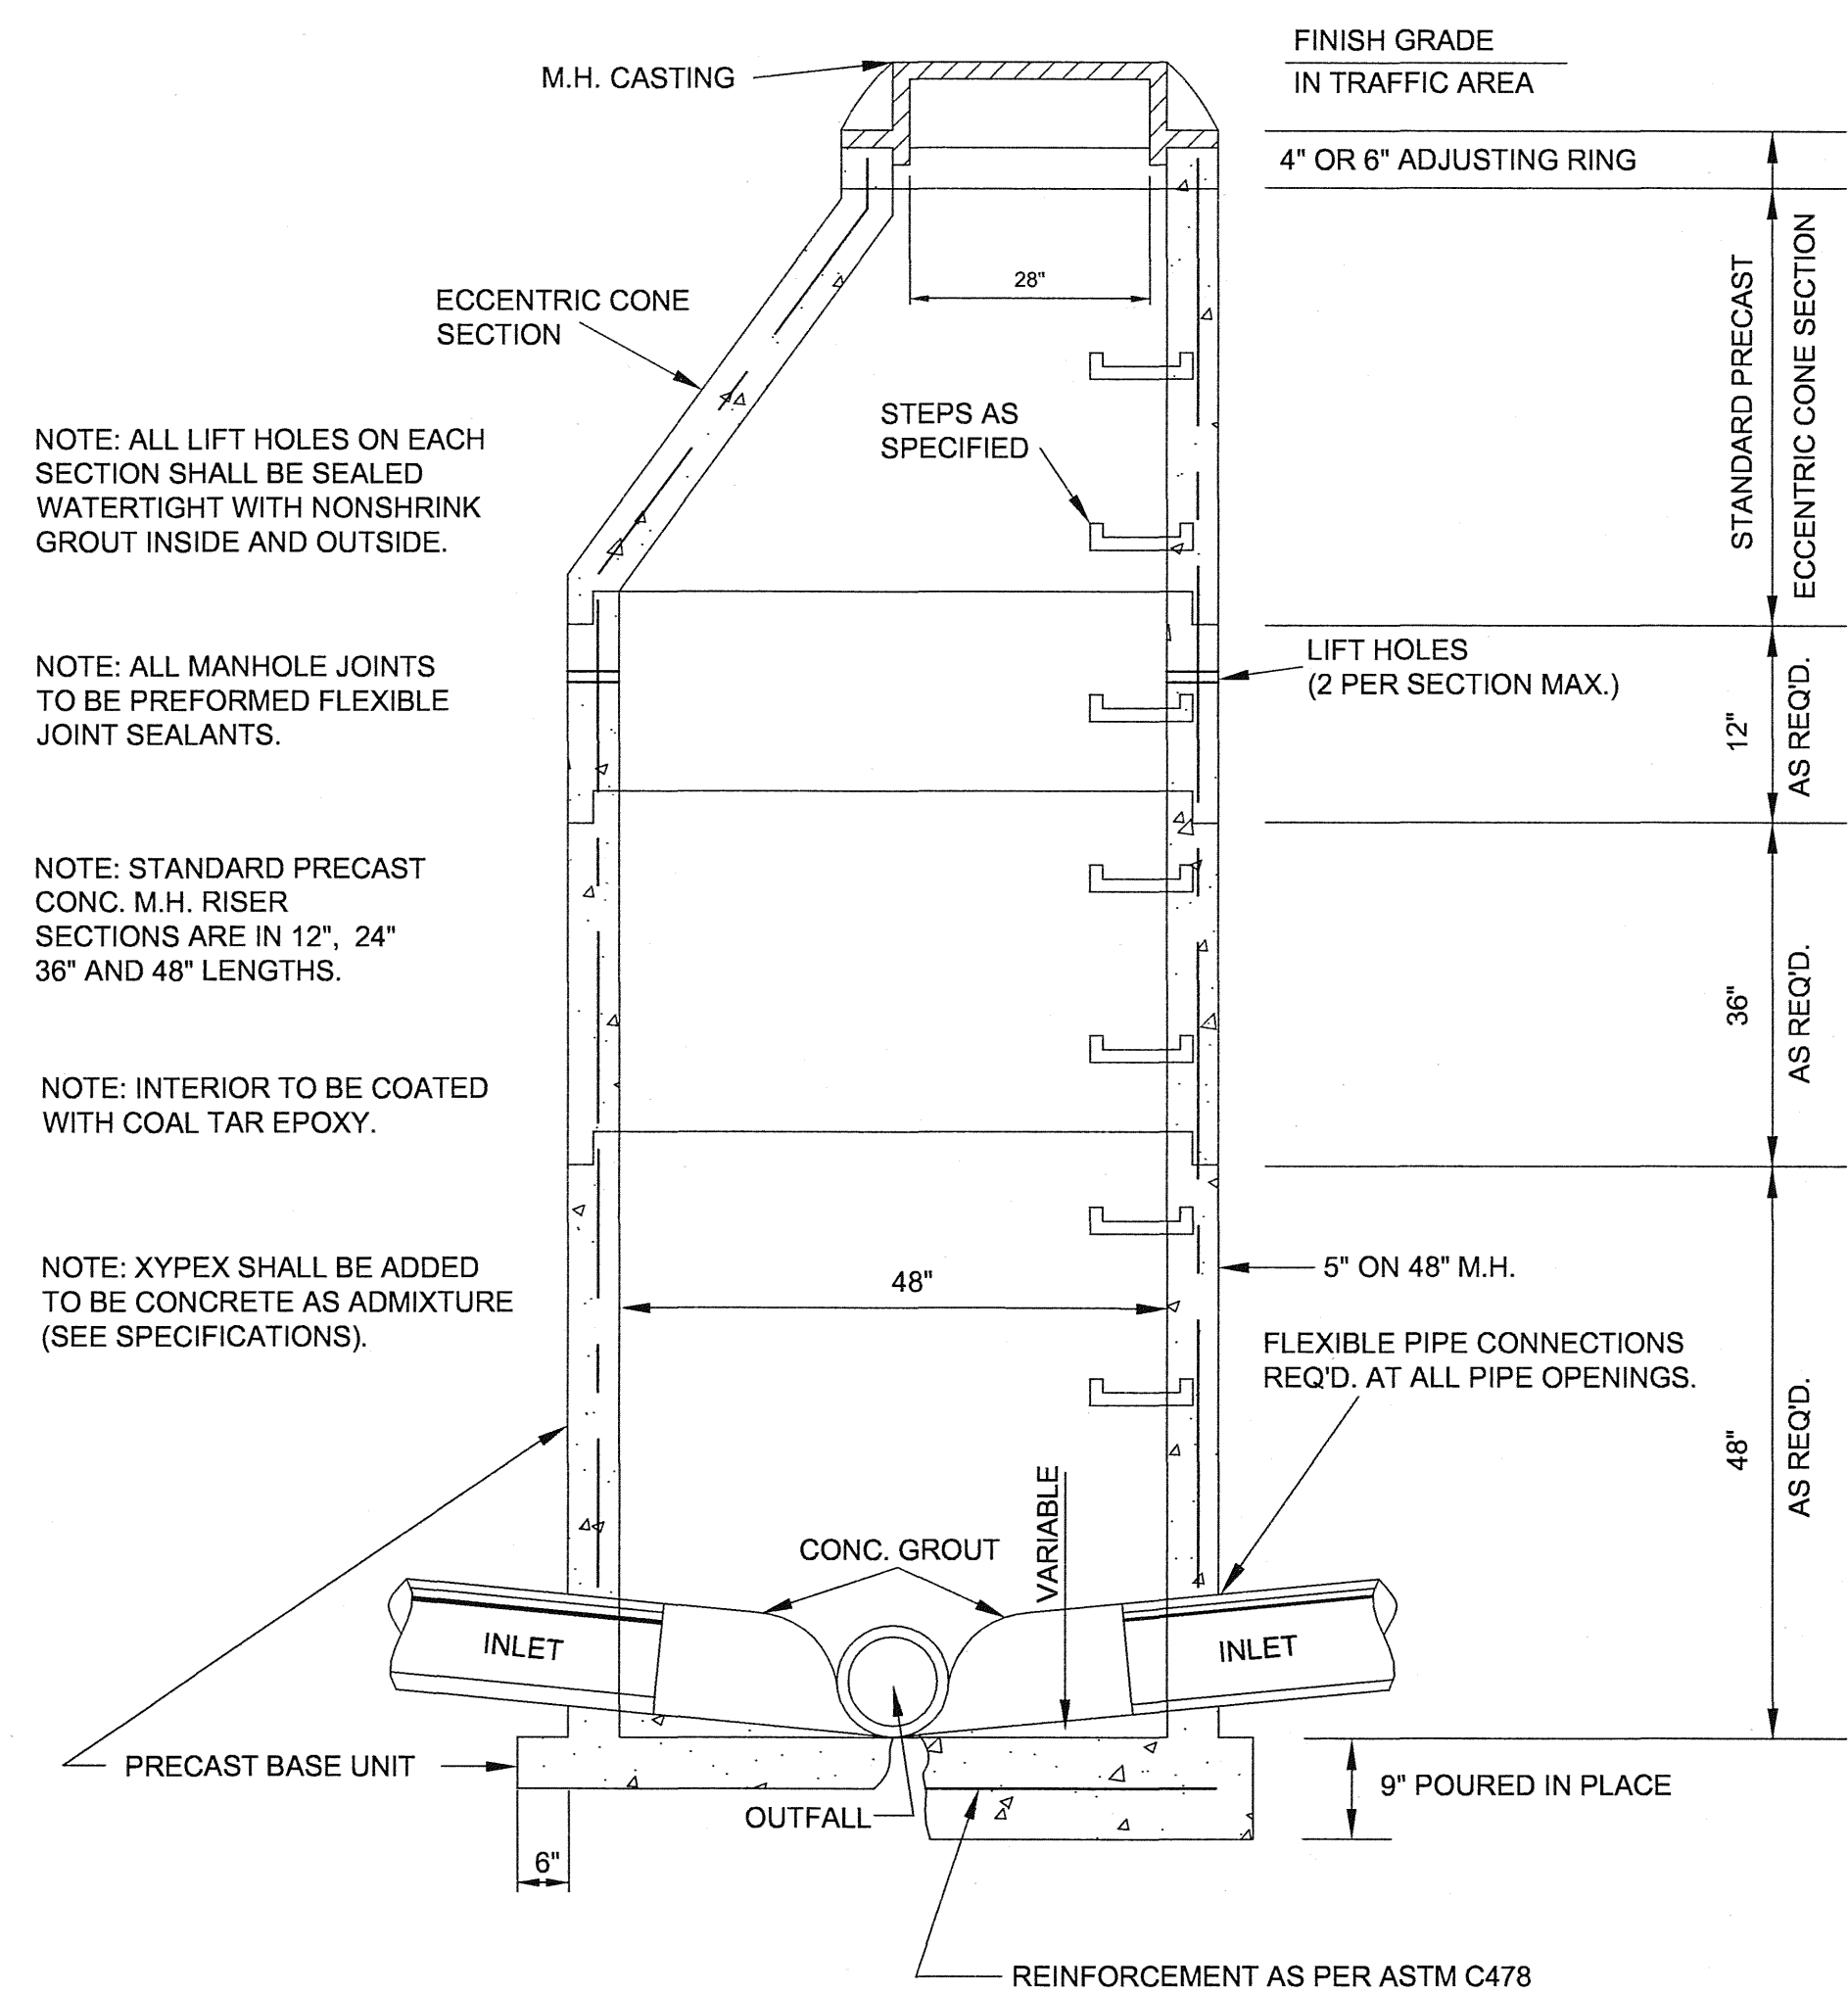 FINISH GRADE
IN TRAFFIC AREA
M.H. CASTING
4" OR 6" ADJUSTING RING
28"
ECCENTRIC CONE
SECTION
STANDARD PRECAST
ECCENTRIC CONE SECTION
STEPS AS
SPECIFIED
NOTE: ALL LIFT HOLES ON EACH
SECTION SHALL BE SEALED
WATERTIGHT WITH NONSHRINK
GROUT INSIDE AND OUTSIDE.
LIFT HOLES
(2 PER SECTION MAX.)
12"
AS REQ'D.
NOTE: ALL MANHOLE JOINTS
TO BE PREFORMED FLEXIBLE
JOINT SEALANTS.
NOTE: STANDARD PRECAST
CONC. M.H. RISER
SECTIONS ARE IN 12", 24"
36" AND 48" LENGTHS.
36"
AS REQ'D.
NOTE: INTERIOR TO BE COATED
WITH COAL TAR EPOXY.
NOTE: XYPEX SHALL BE ADDED
TO BE CONCRETE AS ADMIXTURE
(SEE SPECIFICATIONS).
48"
5" ON 48" M.H.
FLEXIBLE PIPE CONNECTIONS
REQ'D. AT ALL PIPE OPENINGS.
48"
AS REQ'D.
VARIABLE
CONC. GROUT
INLET
INLET
PRECAST BASE UNIT
OUTFALL
9" POURED IN PLACE
6"
REINFORCEMENT AS PER ASTM C478